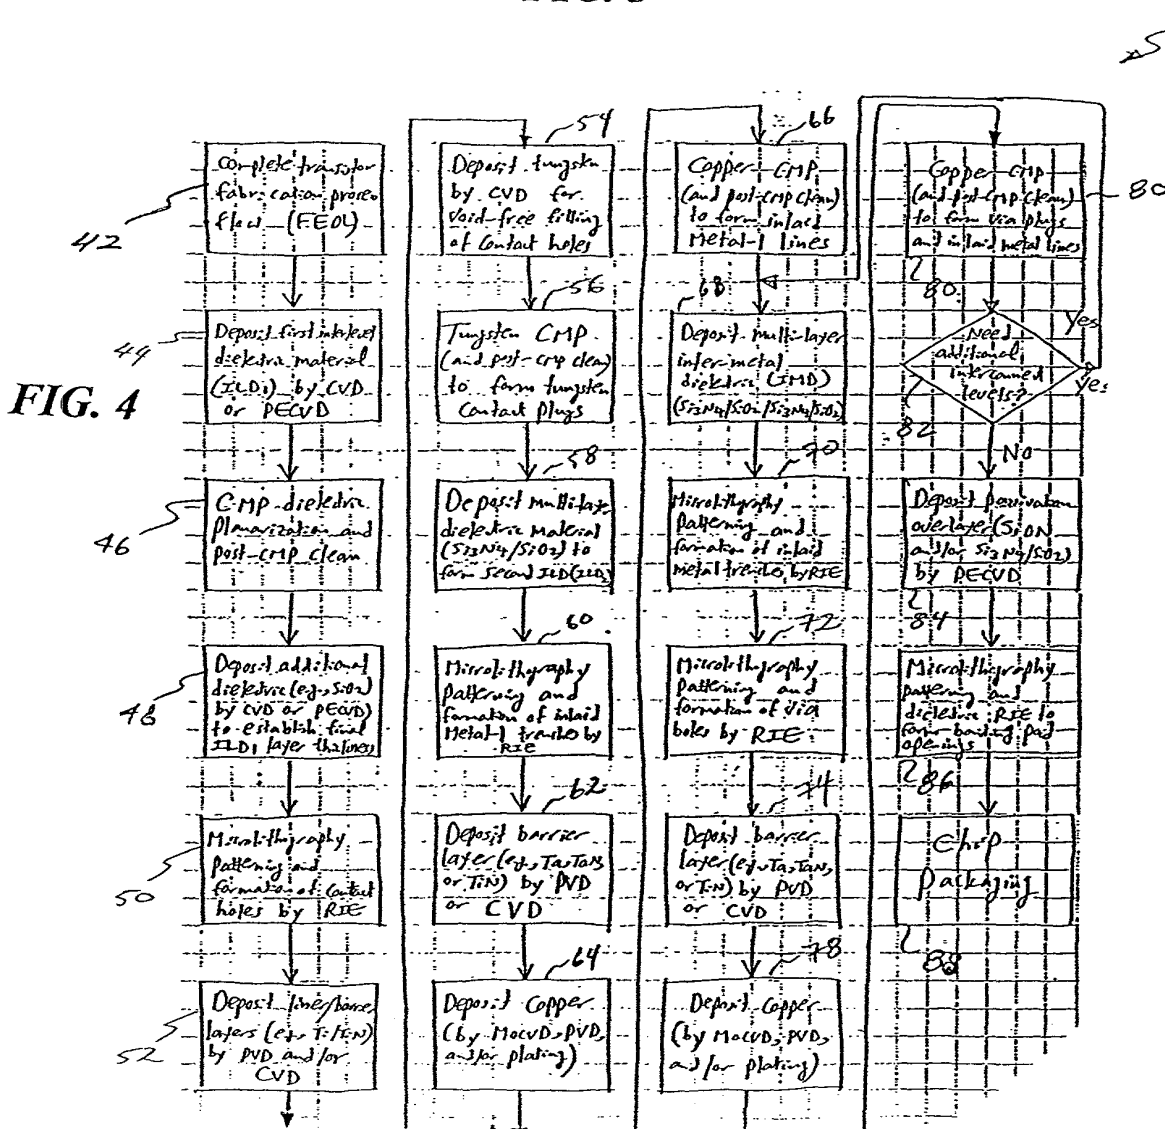 FIG. 4
42
Complete transistor
fabrication process
flow (FEOL)
44
Deposit first interlevel
dielectric material
(ILD1) by CVD
or PECVD
46
CMP dielectric
planarization and
post-CMP clean
48
Deposit additional
dielectric (e.g., SiO2)
by CVD or PECVD)
to establish final
ILD1 layer thickness
50
Microlithography
patterning and
formation of contact
holes by RIE
52
Deposit liner/barrier
layers (e.g., Ti/TiN)
by PVD and/or
CVD
54
Deposit tungsten
by CVD for
void-free filling
of contact holes
56
Tungsten CMP
(and post-CMP clean)
to form tungsten
contact plugs
58
Deposit multilayer
dielectric material
(Si3N4/SiO2) to
form second ILD (ILD2)
60
Microlithography
patterning and
formation of inlaid
Metal-1 trenches by
RIE
62
Deposit barrier
layer (e.g., Ta, TaN,
or TiN) by PVD
or CVD
64
Deposit Copper
(by MOCVD, PVD,
and/or plating)
66
Copper CMP
(and post-CMP clean)
to form inlaid
Metal-1 lines
68
Deposit multi-layer
inter-metal
dielectric (IMD)
(Si3N4/SiO2/Si3N4/SiO2)
70
Microlithography
patterning and
formation of inlaid
metal trenches by RIE
72
Microlithography
patterning and
formation of via
holes by RIE
74
Deposit barrier
layer (e.g., Ta, TaN,
or TiN) by PVD
or CVD
78
Deposit Copper
(by MOCVD, PVD,
and/or plating)
80
Copper CMP
(and post-CMP clean)
to form via plugs
and inlaid metal lines
80
Need
additional
interconnect
levels?
82
Yes
Yes
No
Deposit passivation
overlayer (SiON
and/or Si3N4/SiO2)
by PECVD
84
Microlithography
patterning and
dielectric RIE to
form bonding pad
openings
86
Chip
Packaging
88